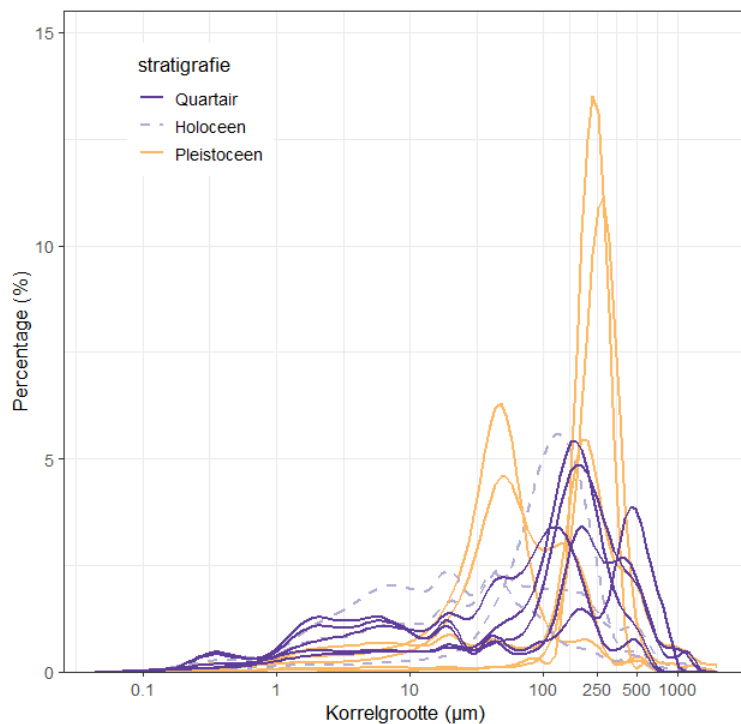 15
10
5
0
Percentage (%)
stratigrafie
Quartair
Holoceen
Pleistoceen
0.1 1 10 100 250 500 1000
Korrelgrootte (µm)